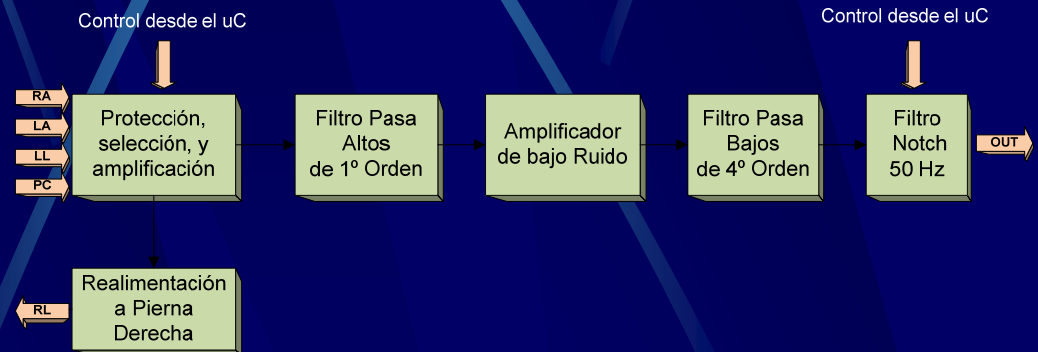 Control desde el uC
Control desde el uC
RA
LA
LL
PC
Protección,
selección, y
amplificación
Filtro Pasa
Altos
de 1º Orden
Amplificador
de bajo Ruido
Filtro Pasa
Bajos
de 4º Orden
Filtro
Notch
50 Hz
OUT
RL
Realimentación
a Pierna
Derecha